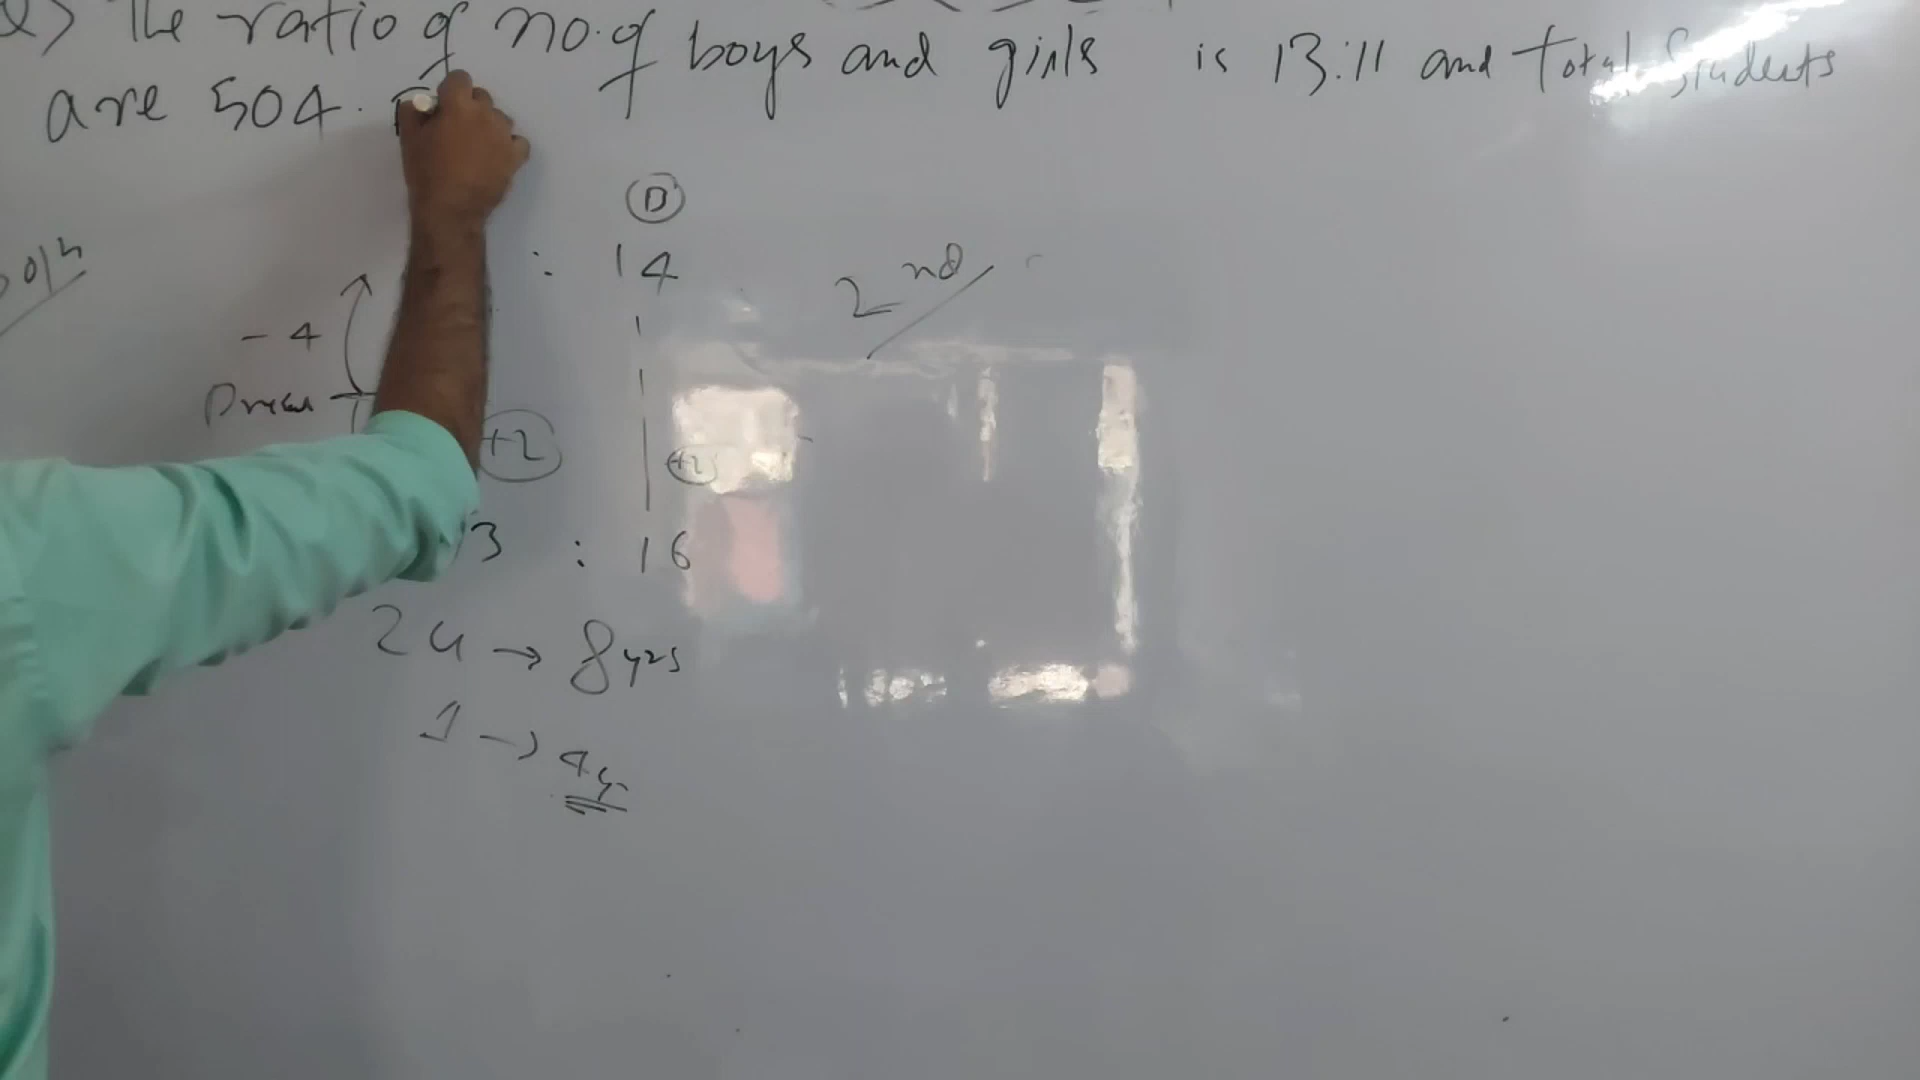 The ratio of no. of boys and girls is 13:11 and total students
are 504.
D
: 14
2nd
- 4
+2
+2
3 : 16
2u → 8yrs
1 → 4y